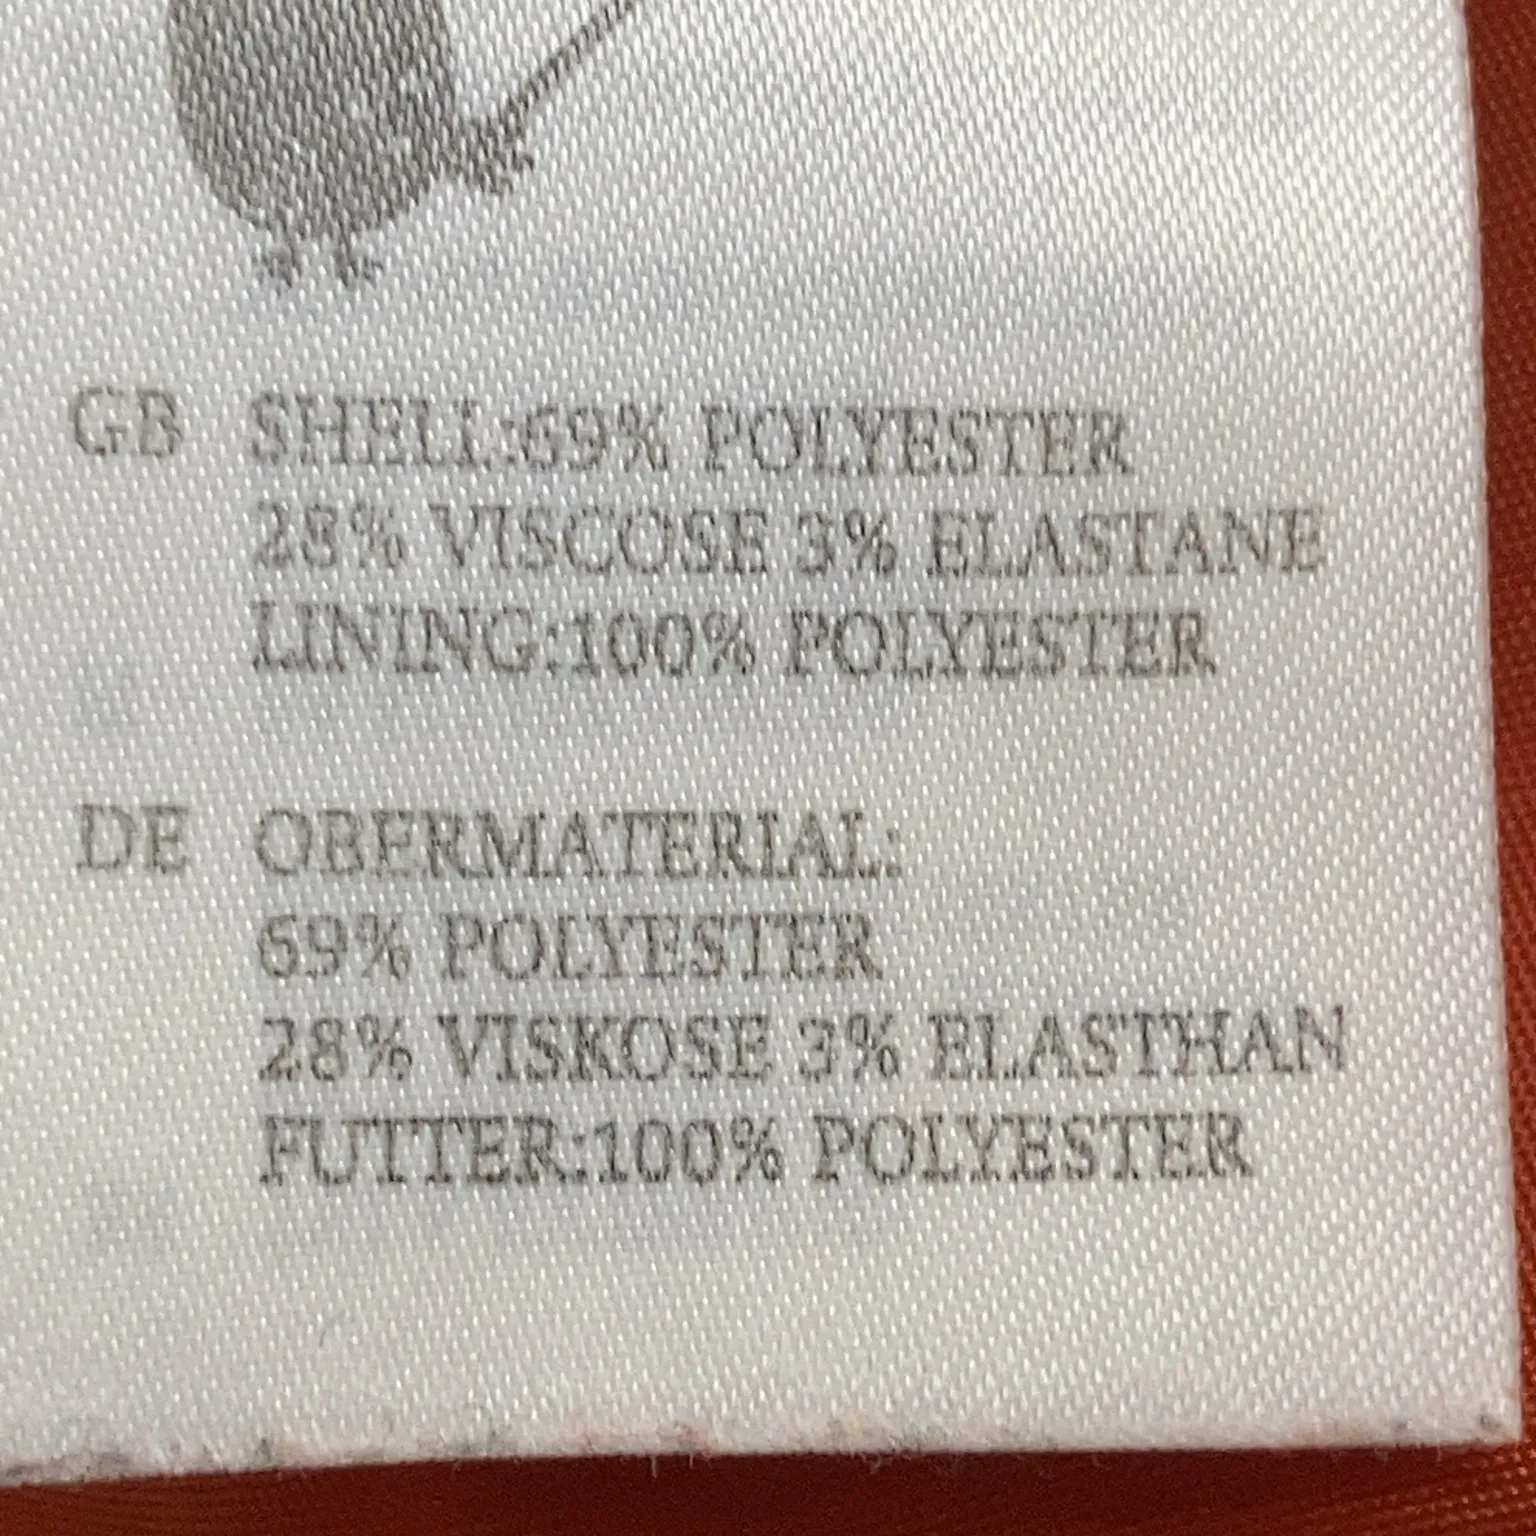 GB SHELL:69% POLYESTER
28% VISCOSE 3% ELASTANE
LINING:100% POLYESTER
DE OBERMATERIAL:
69% POLYESTER
28% VISKOSE 3% ELASTHAN
FUTTER:100% POLYESTER